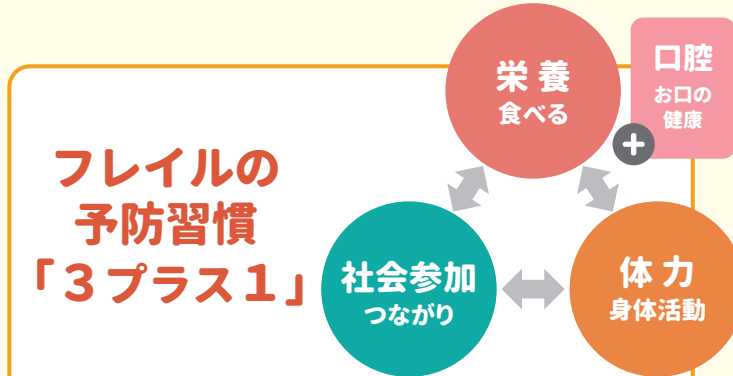 フレイルの
予防習慣
「３プラス１」
栄養
食べる
+
口腔
お口の
健康
社会参加
つながり
体力
身体活動